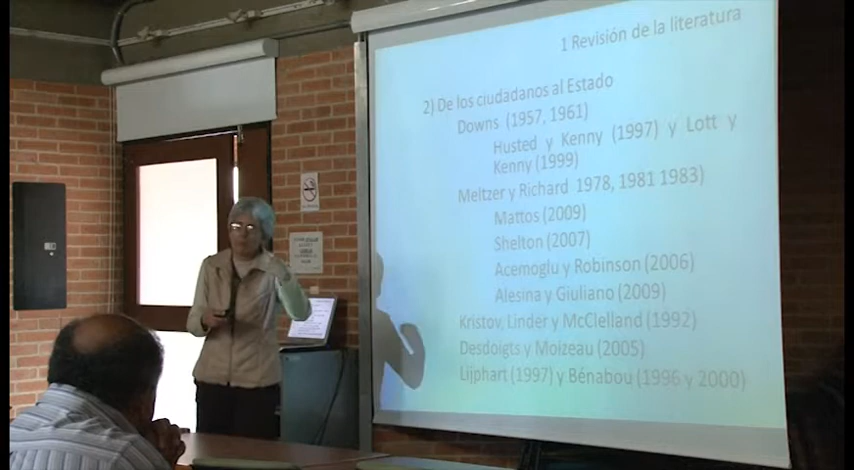 1 Revisión de la literatura
2) De los ciudadanos al Estado
Downs (1957, 1961)
Husted y Kenny (1997) y Lott y
Kenny (1999)
Meltzer y Richard 1978, 1981 1983)
Mattos (2009)
Shelton (2007)
Acemoglu y Robinson (2006)
Alesina y Giuliano (2009)
Kristov, Linder y McClelland (1992)
Desdoigts y Moizeau (2005)
Lijphart (1997) y Bénabou (1996 y 2000)